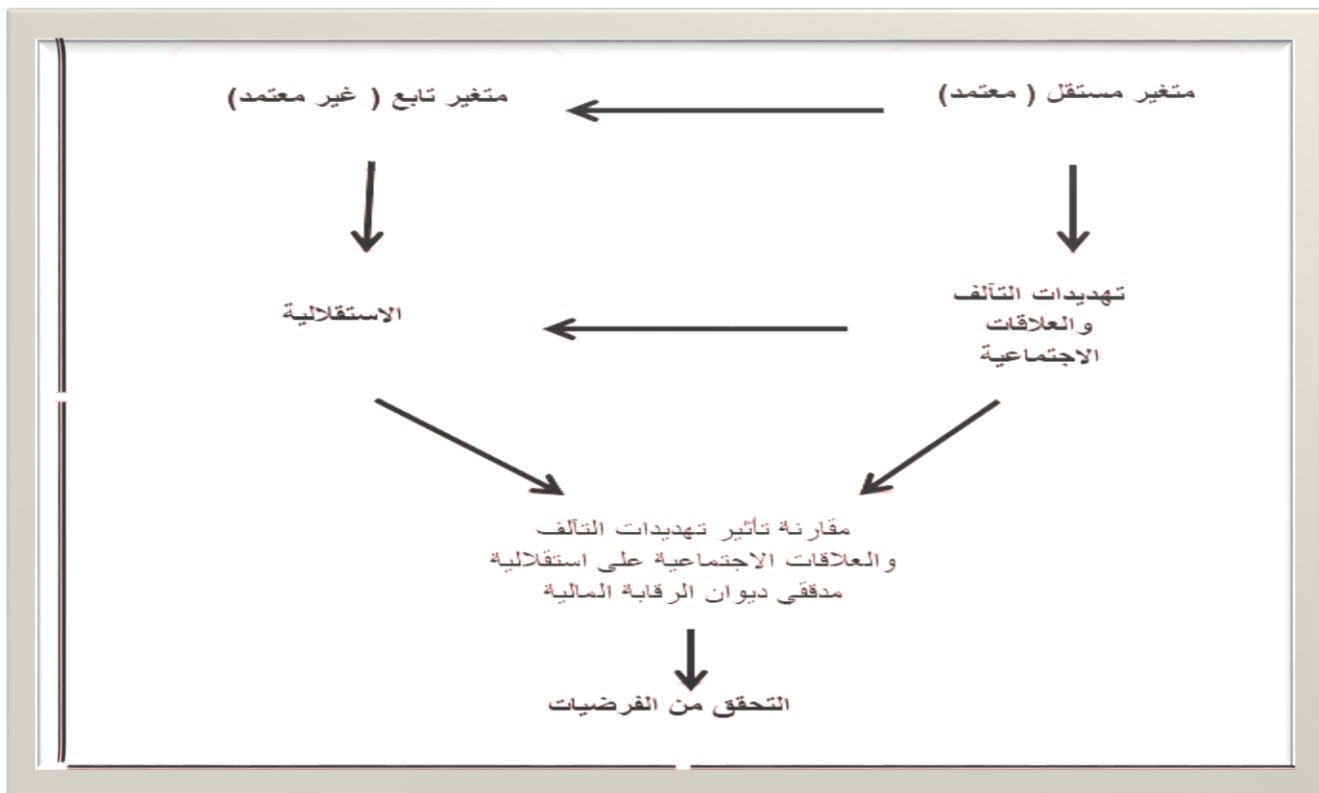 متغير مستقل ( معتمد)
متغير تابع ( غير معتمد)
تهديدات التآلف
والعلاقات
الاجتماعية
الاستقلالية
مقارنة تأثير تهديدات التآلف
والعلاقات الاجتماعية على استقلالية
مدققي ديوان الرقابة المالية
التحقق من الفرضيات